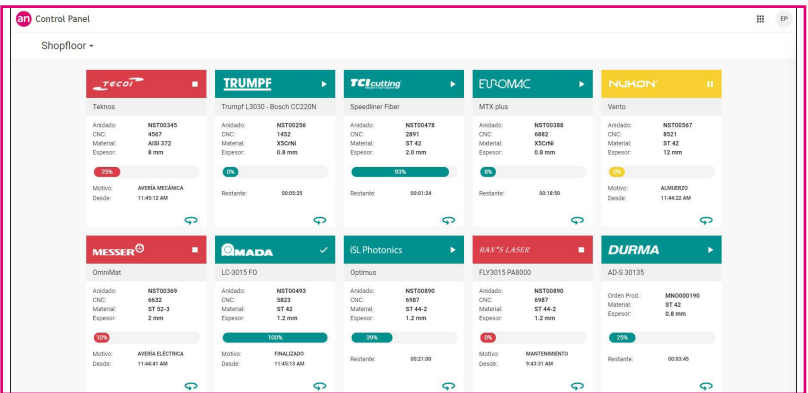 an Control Panel EP
Shopfloor
TECOI
TRUMPF
TCIcutting
EUROMAC
NUKON
Teknos
Trumpf L3030 - Bosch CC220N
Speedliner Fiber
MTX plus
Vento
Anidado: NST00345
CNC: 4567
Material: AISI 372
Espesor: 8 mm
25%
Motivo: AVERÍA MECÁNICA
Desde: 11:45:12 AM
Anidado: NST00256
CNC: 1452
Material: X5CrNi
Espesor: 0.8 mm
0%
Restante: 00:05:25
Anidado: NST00478
CNC: 2891
Material: ST 42
Espesor: 2.0 mm
93%
Restante: 00:01:24
Anidado: NST00388
CNC: 6882
Material: X5CrNi
Espesor: 0.8 mm
8%
Restante: 00:18:50
Anidado: NST00567
CNC: 8521
Material: ST 42
Espesor: 12 mm
0%
Motivo: ALMUERZO
Desde: 11:44:22 AM
MESSER
AMADA
iSL Photonics
HAN*S LASER
DURMA
OmniMat
LC-3015 FO
Optimus
FLY3015 PA8000
AD-S 30135
Anidado: NST00369
CNC: 6632
Material: ST 52-3
Espesor: 2 mm
10%
Motivo: AVERÍA ELÉCTRICA
Desde: 11:44:41 AM
Anidado: NST00493
CNC: 5823
Material: ST 42
Espesor: 1.2 mm
100%
Motivo: FINALIZADO
Desde: 11:45:13 AM
Anidado: NST00890
CNC: 6987
Material: ST 44-2
Espesor: 1.2 mm
39%
Restante: 00:21:00
Anidado: NST00890
CNC: 6987
Material: ST 44-2
Espesor: 1.2 mm
0%
Motivo: MANTENIMIENTO
Desde: 9:43:31 AM
Orden Prod.: MNO000190
Material: ST 42
Espesor: 0.8 mm
25%
Restante: 00:03:45